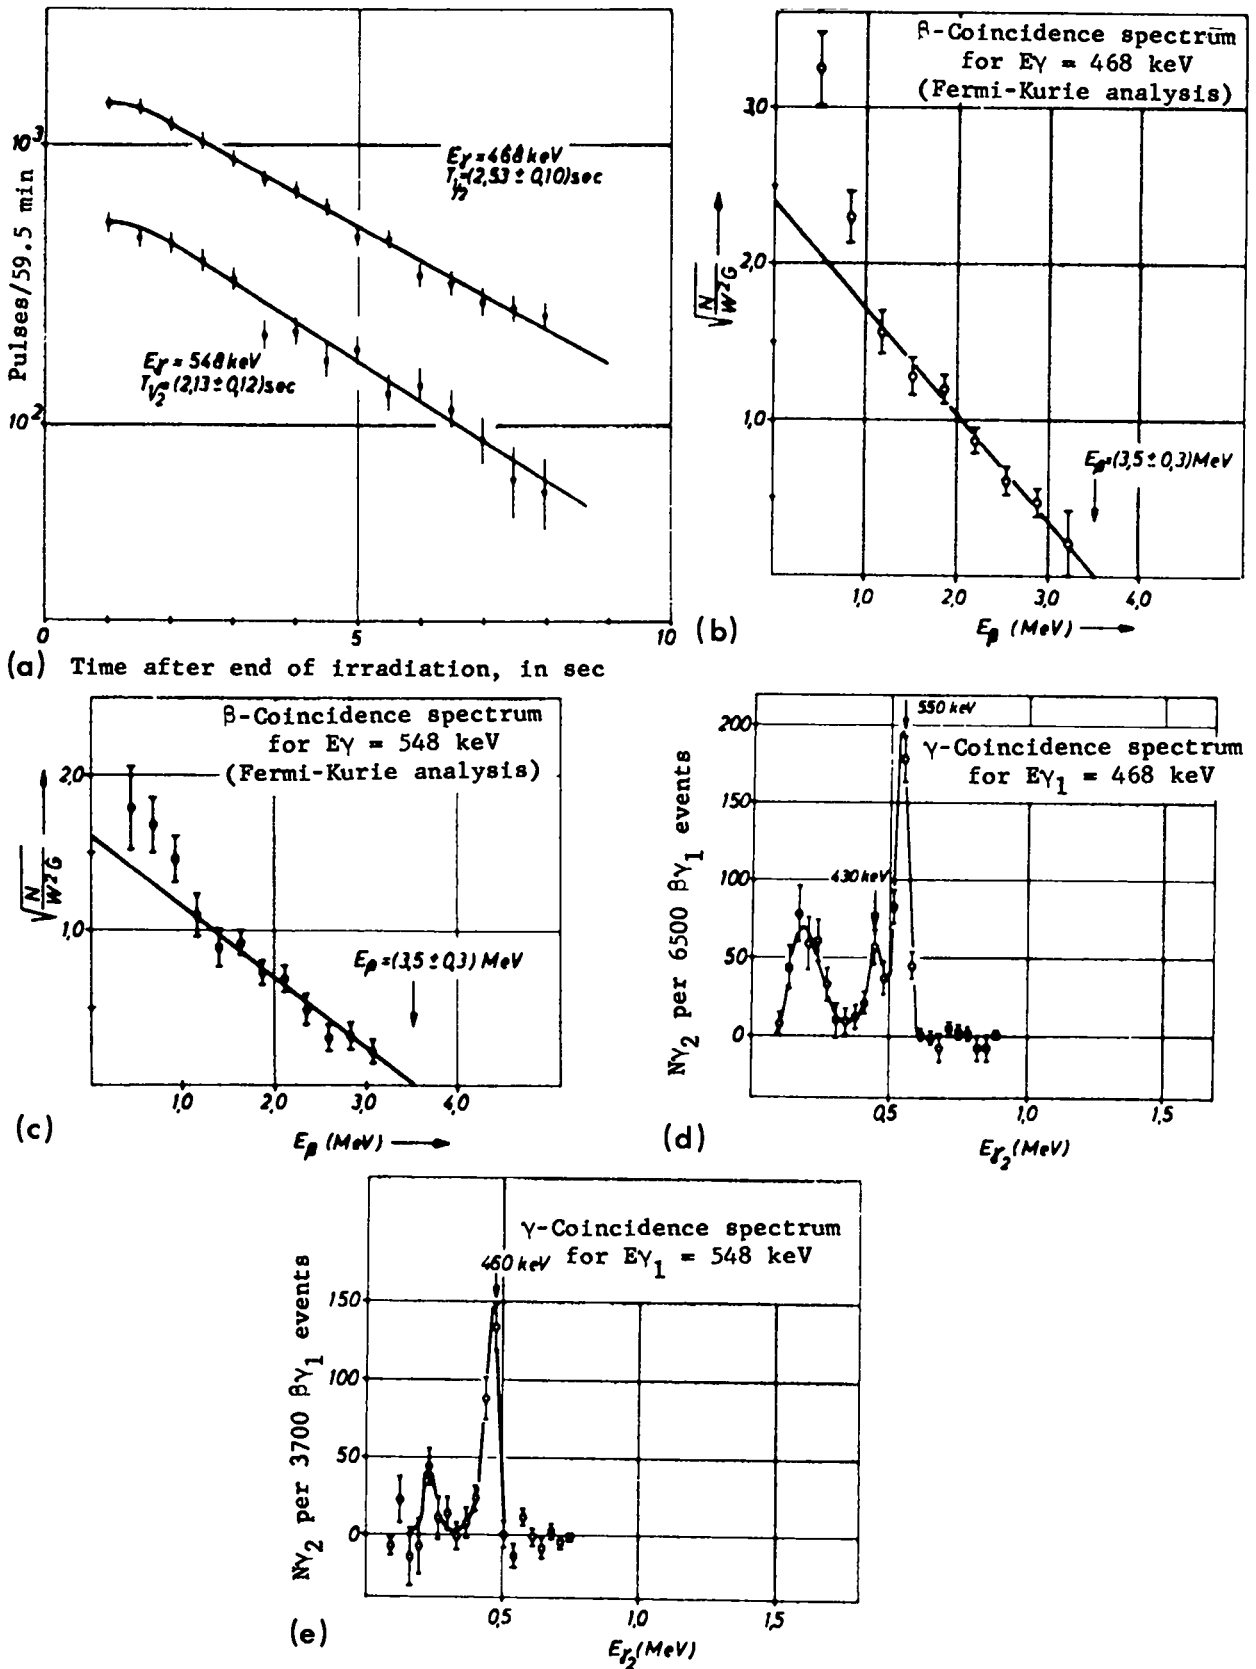 Pulses/59.5 min
10³
10²
Eγ = 468 keV
T½=(2,53 ± 0,10) sec
Eγ = 548 keV
T½=(2,13 ± 0,12) sec
0
5
10
(a) Time after end of irradiation, in sec
β-Coincidence spectrum
for Eγ = 468 keV
(Fermi-Kurie analysis)
3,0
2,0
1,0
√N/W²G
Eβ=(3,5 ± 0,3) MeV
1,0
2,0
3,0
4,0
(b)
Eβ (MeV)
β-Coincidence spectrum
for Eγ = 548 keV
(Fermi-Kurie analysis)
2,0
1,0
√N/W²G
Eβ=(3,5 ± 0,3) MeV
1,0
2,0
3,0
4,0
(c)
Eβ (MeV)
550 keV
γ-Coincidence spectrum
for Eγ₁ = 468 keV
430 keV
200
150
100
50
0
Nγ₂ per 6500 βγ₁ events
0,5
1,0
1,5
(d)
Eγ₂ (MeV)
γ-Coincidence spectrum
460 keV
for Eγ₁ = 548 keV
150
100
50
0
Nγ₂ per 3700 βγ₁ events
0,5
1,0
1,5
(e)
Eγ₂ (MeV)